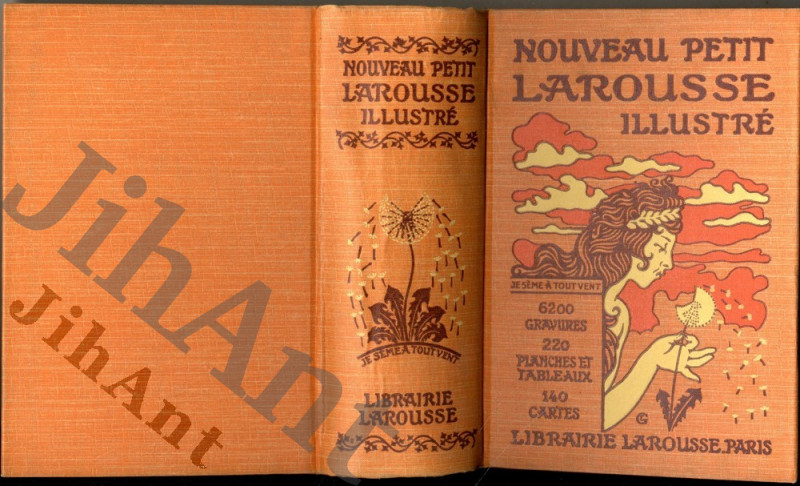 JihAnt
JihAnt
NOUVEAU PETIT
LAROUSSE
ILLUSTRÉ
JE SÈME À TOUT VENT
LIBRAIRIE
LAROUSSE
NOUVEAU PETIT
LAROUSSE
ILLUSTRÉ
JE SÈME À TOUT VENT
6200
GRAVURES
220
PLANCHES ET
TABLEAUX
140
CARTES
LIBRAIRIE LAROUSSE. PARIS